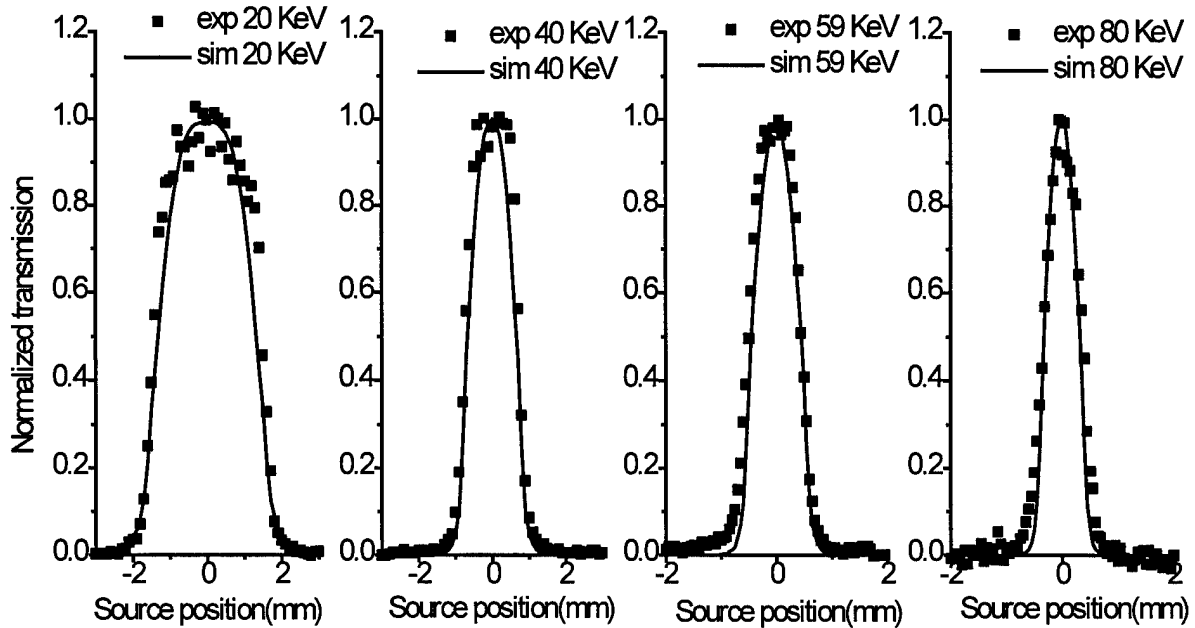 exp 20 KeV
sim 20 KeV
exp 40 KeV
sim 40 KeV
exp 59 KeV
sim 59 KeV
exp 80 KeV
sim 80 KeV
Normalized transmission
1.2
1.0
0.8
0.6
0.4
0.2
0.0
-2 0 2
Source position(mm)
1.2
1.0
0.8
0.6
0.4
0.2
0.0
-2 0 2
Source position(mm)
1.2
1.0
0.8
0.6
0.4
0.2
0.0
-2 0 2
Source position(mm)
1.2
1.0
0.8
0.6
0.4
0.2
0.0
-2 0 2
Source position(mm)